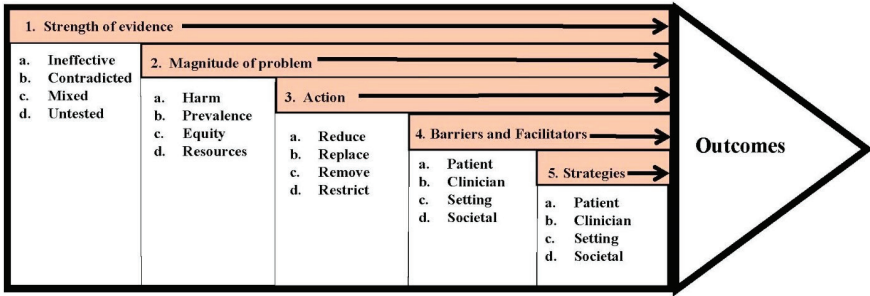 1. Strength of evidence
a. Ineffective
b. Contradicted
c. Mixed
d. Untested
2. Magnitude of problem
a. Harm
b. Prevalence
c. Equity
d. Resources
3. Action
a. Reduce
b. Replace
c. Remove
d. Restrict
4. Barriers and Facilitators
a. Patient
b. Clinician
c. Setting
d. Societal
5. Strategies
a. Patient
b. Clinician
c. Setting
d. Societal
Outcomes